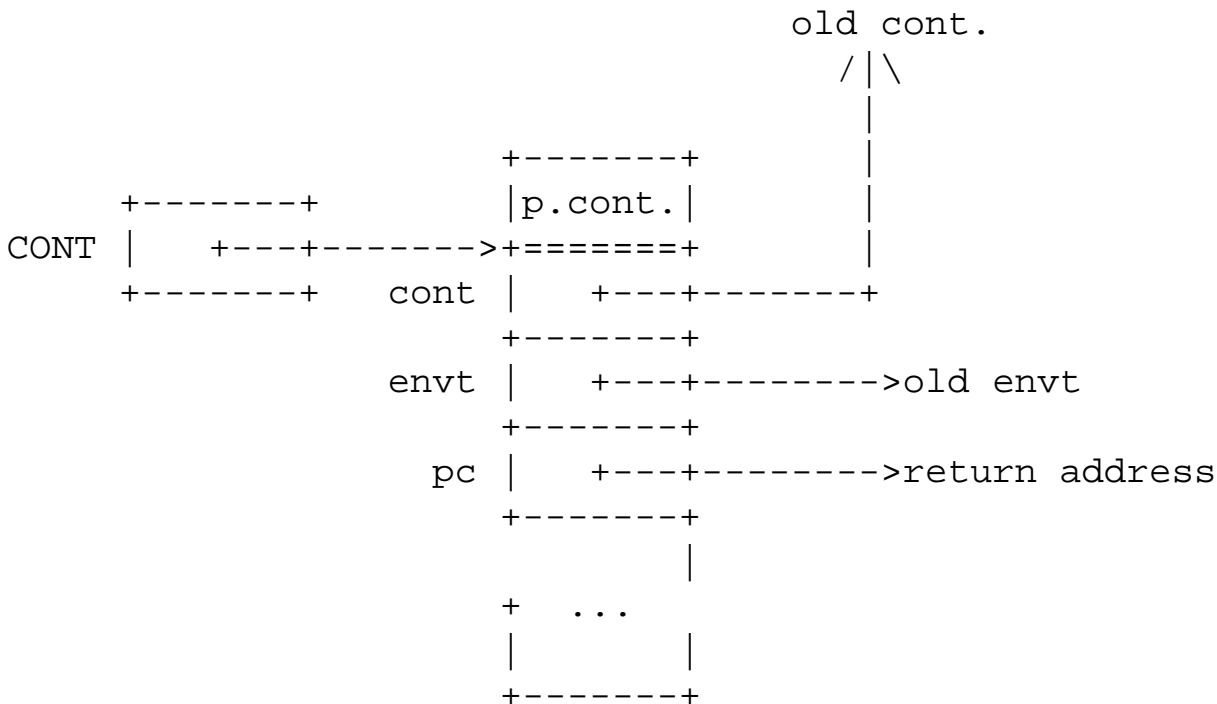 old cont.
/|\
|
+-------+ |
+-------+ |p.cont.| |
CONT | +---+------->+=======+ |
+-------+ cont | +---+-------+
+-------+
envt | +---+-------->old envt
+-------+
pc | +---+-------->return address
+-------+
|
+ ...
| |
+-------+